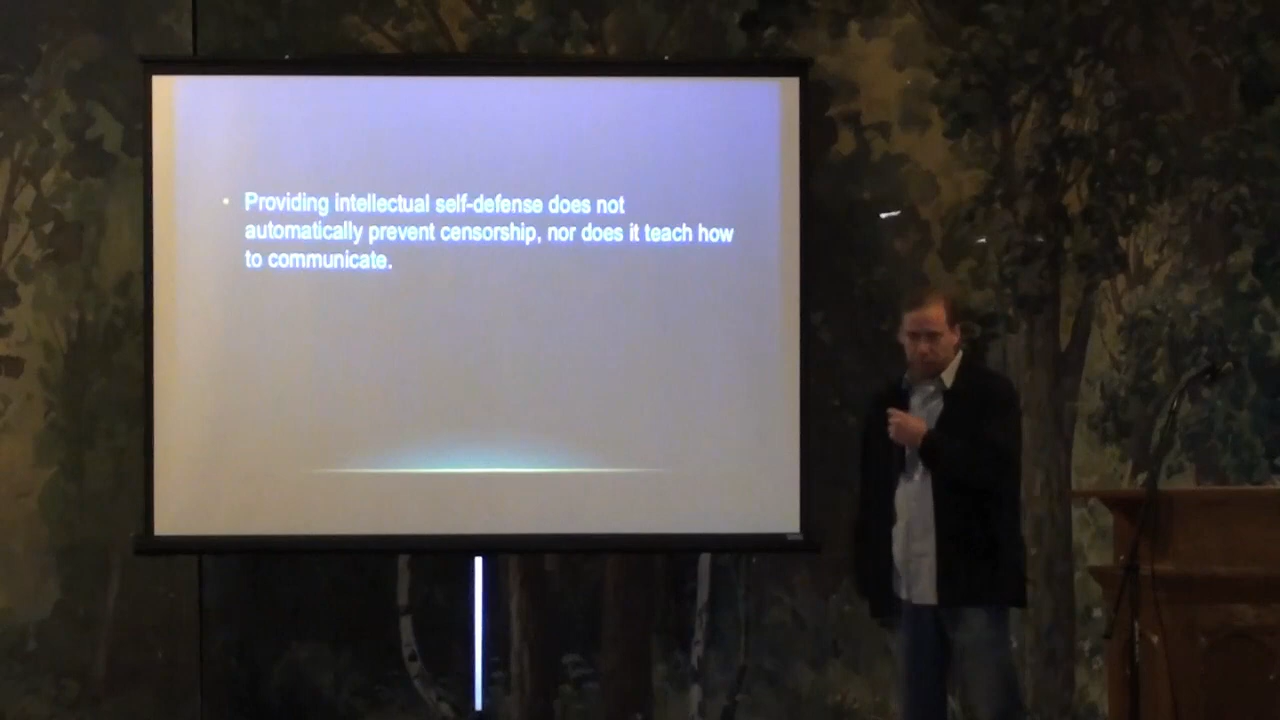 • Providing intellectual self-defense does not
automatically prevent censorship, nor does it teach how
to communicate.